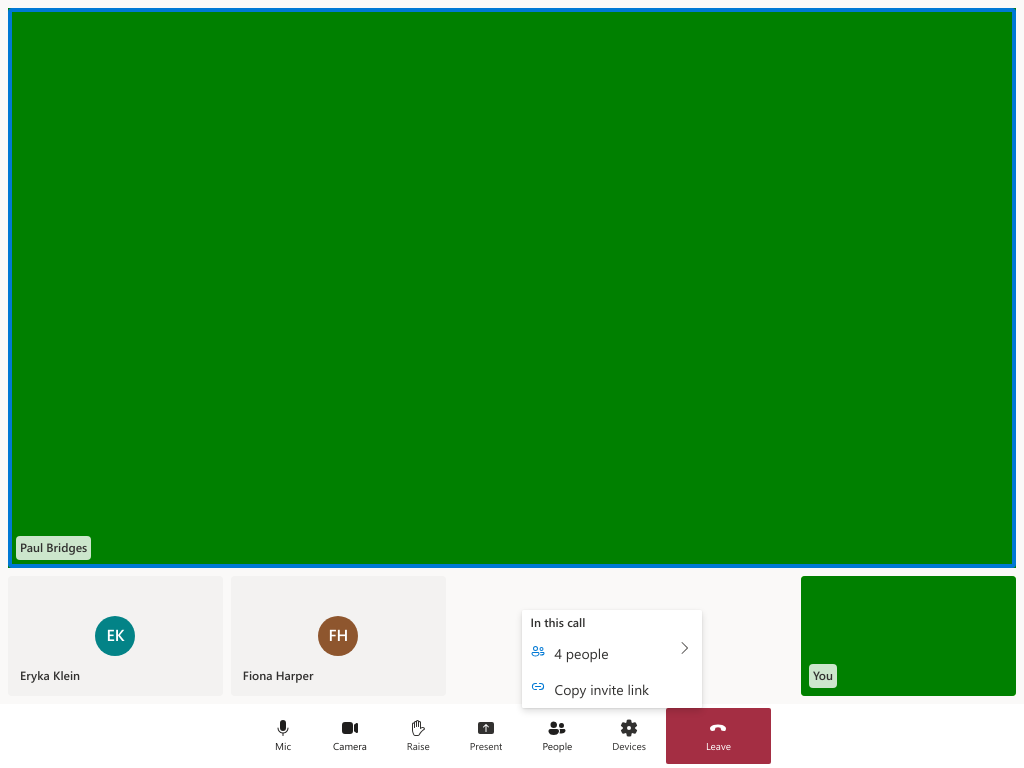 Paul Bridges
EK
FH
Eryka Klein
Fiona Harper
In this call
4 people
Copy invite link
You
Mic
Camera
Raise
Present
People
Devices
Leave